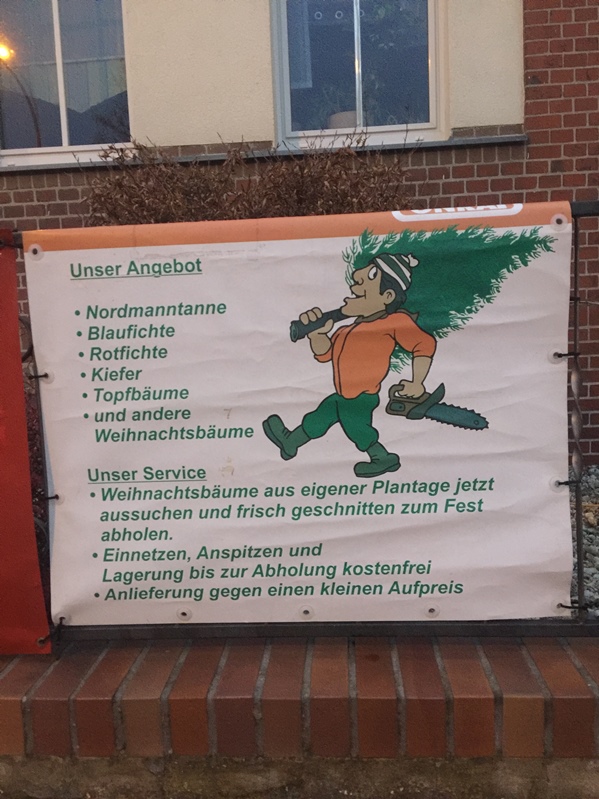 Unser Angebot
• Nordmanntanne
• Blaufichte
• Rotfichte
• Kiefer
• Topfbäume
• und andere
Weihnachtsbäume
Unser Service
• Weihnachtsbäume aus eigener Plantage jetzt
aussuchen und frisch geschnitten zum Fest
abholen.
• Einnetzen, Anspitzen und
Lagerung bis zur Abholung kostenfrei
• Anlieferung gegen einen kleinen Aufpreis